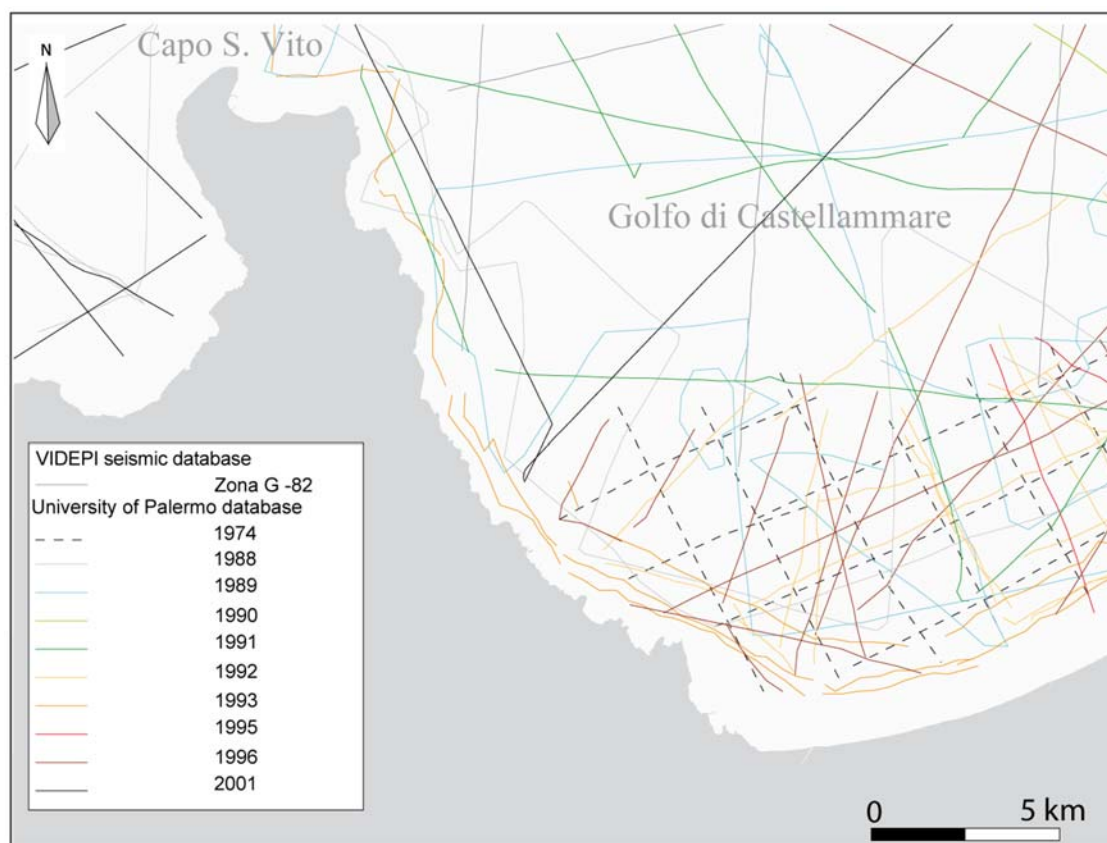 Capo S. Vito
N
Golfo di Castellammare
VIDEPI seismic database
Zona G -82
University of Palermo database
1974
1988
1989
1990
1991
1992
1993
1995
1996
2001
0 5 km